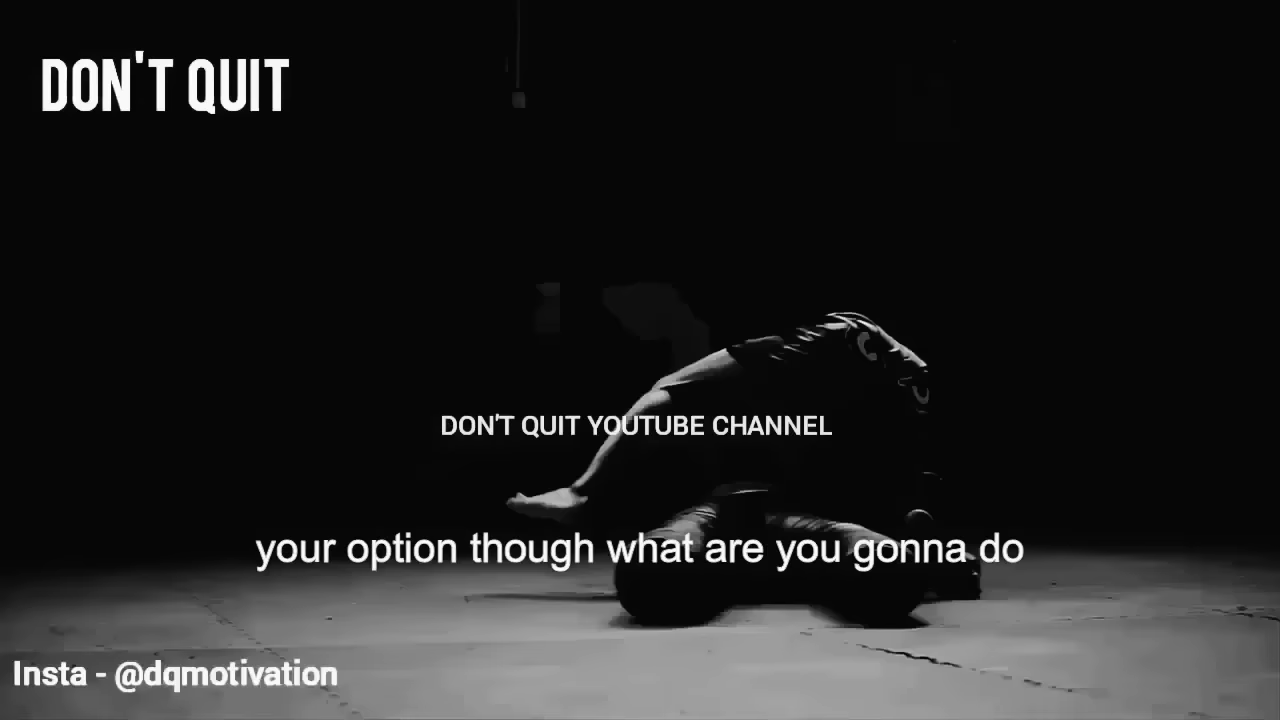 DON'T QUIT
DON'T QUIT YOUTUBE CHANNEL
your option though what are you gonna do
Insta - @dqmotivation